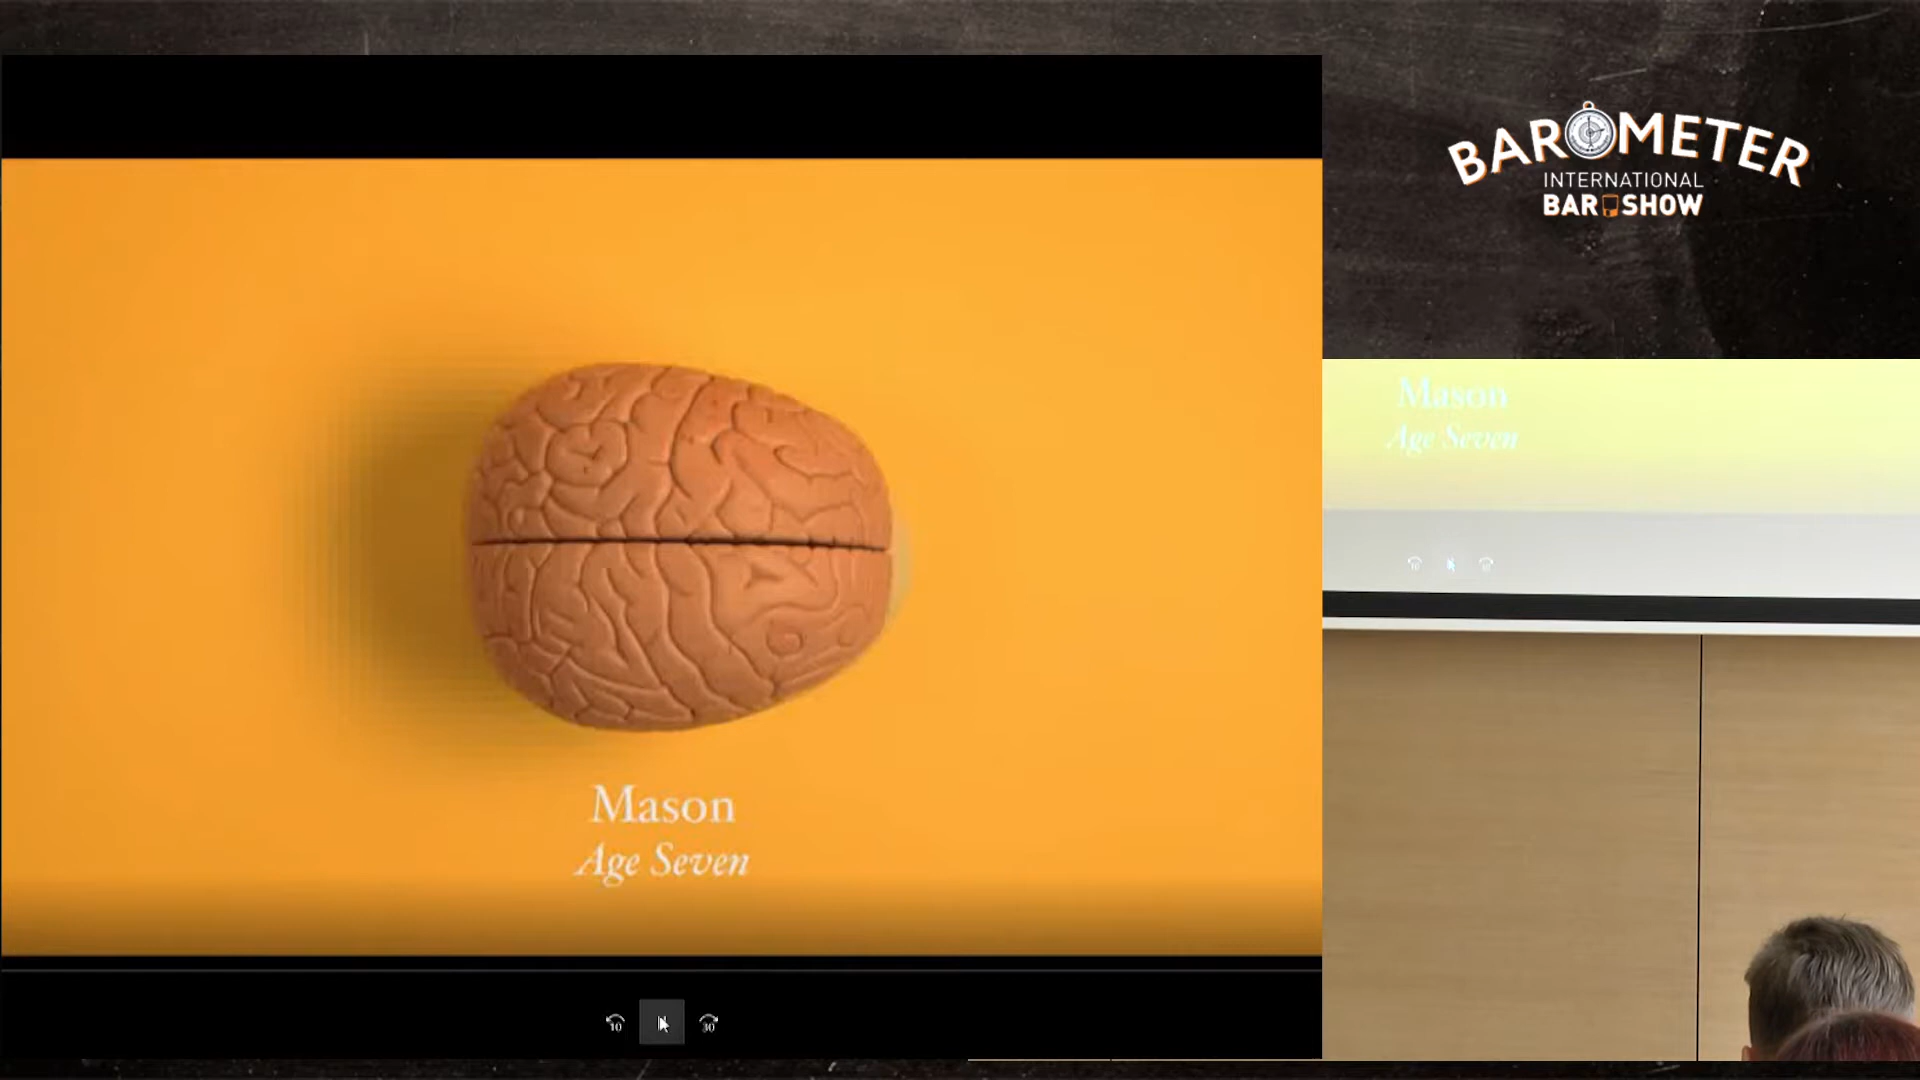 BAROMETER
INTERNATIONAL
BAR SHOW
Mason
Age Seven
10
30
Mason
Age Seven